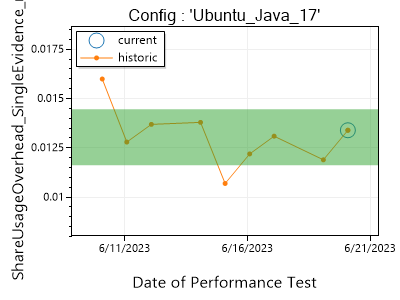 Config : 'Ubuntu_Java_17'
ShareUsageOverhead_SingleEvidence_
current
historic
0.0175
0.015
0.0125
0.01
6/11/2023
6/16/2023
6/21/2023
Date of Performance Test